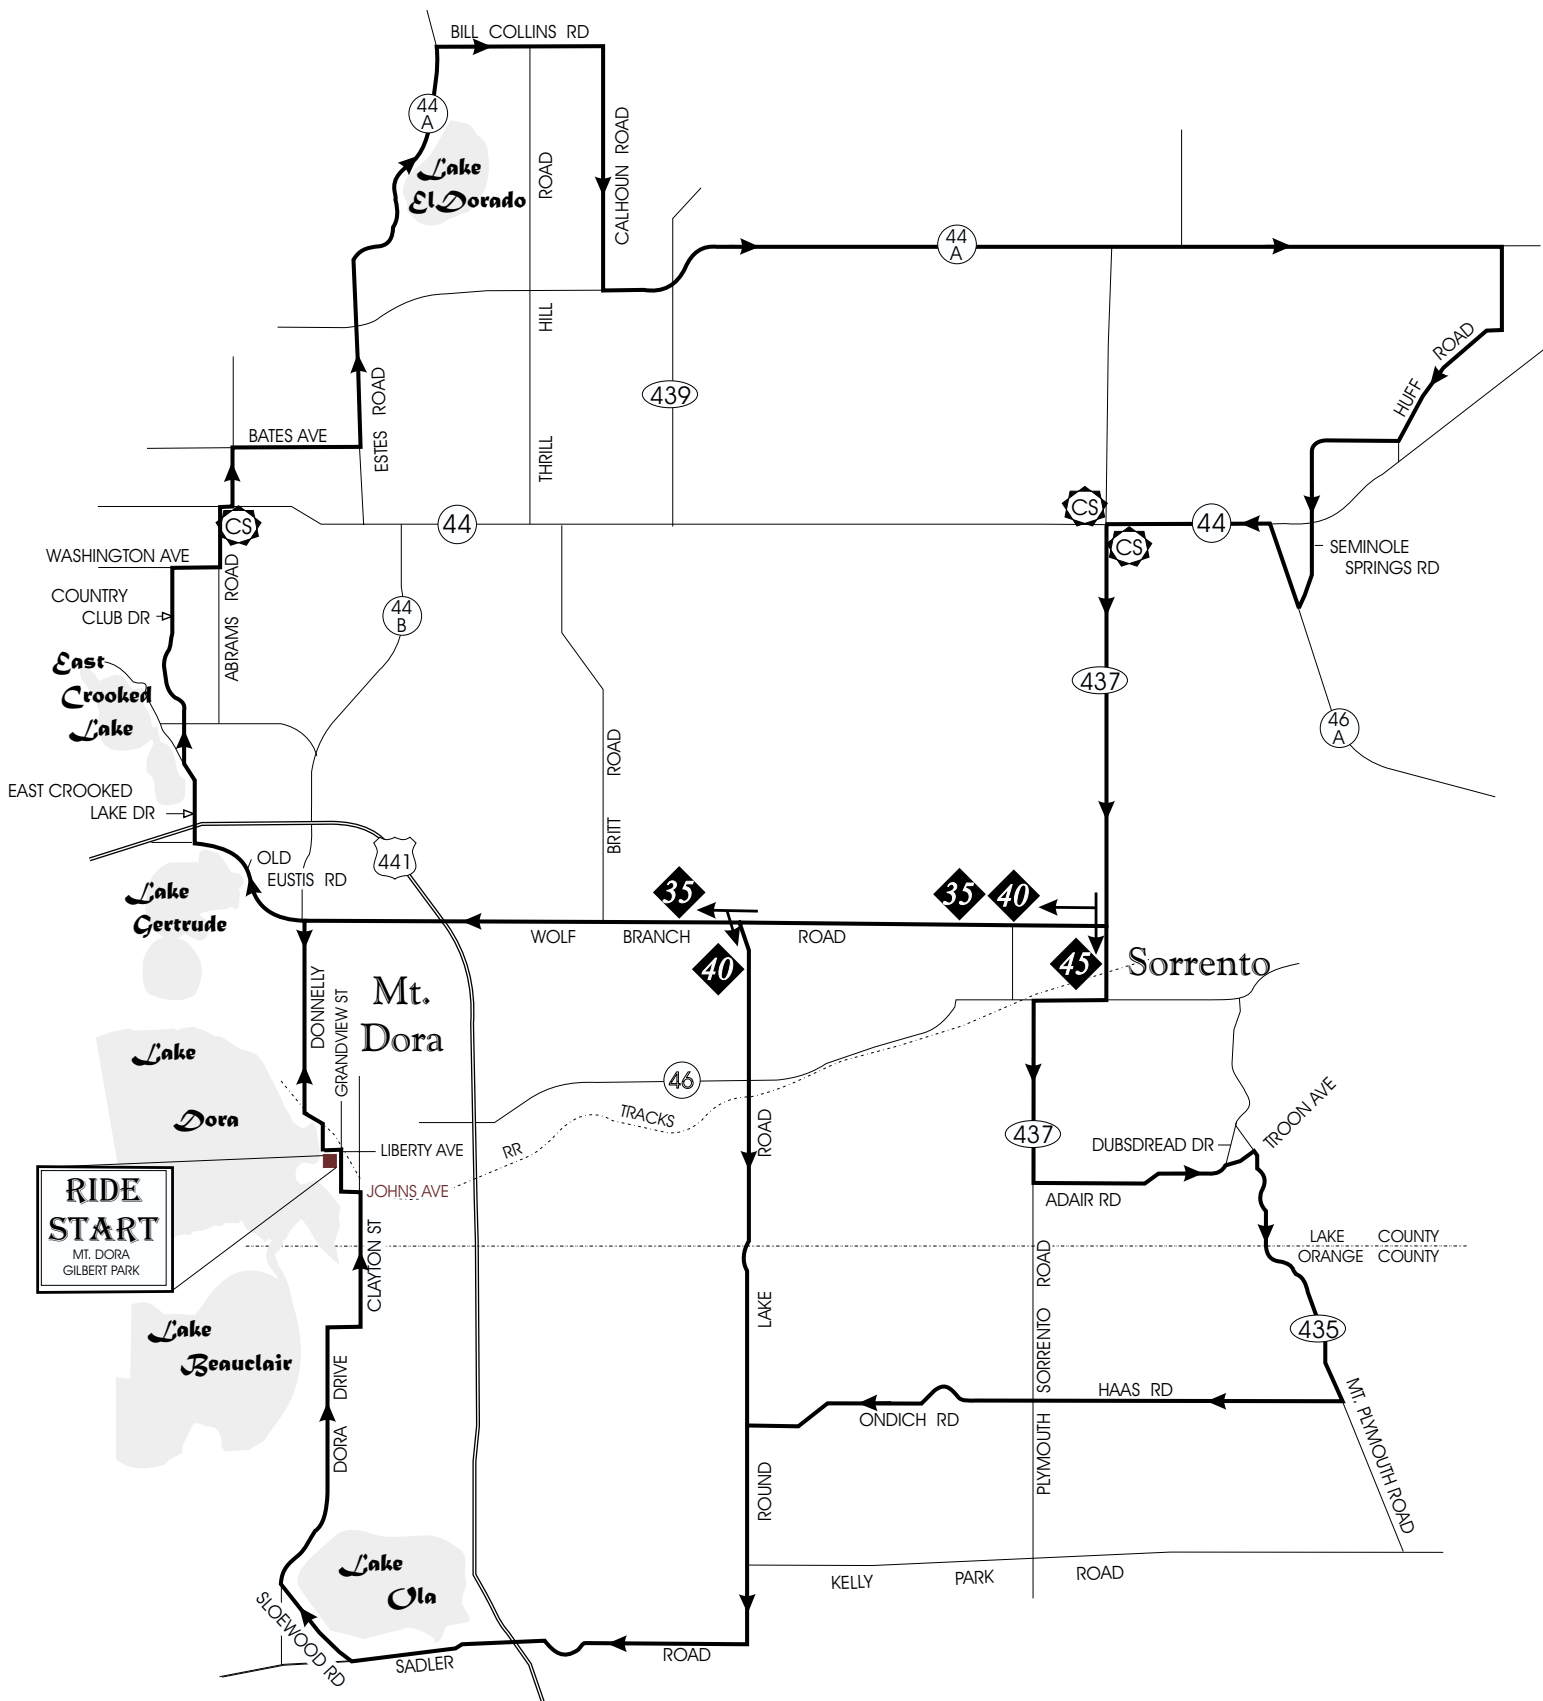 BILL COLLINS RD
44
A
Lake
El Dorado
ROAD
CALHOUN ROAD
44
A
HILL
439
THRILL
ESTES ROAD
BATES AVE
HUFF ROAD
44
CS
CS
44
CS
WASHINGTON AVE
SEMINOLE
SPRINGS RD
COUNTRY
CLUB DR
ABRAMS ROAD
44
B
East
Crooked
Lake
437
46
A
BRITT ROAD
EAST CROOKED
LAKE DR
OLD
EUSTIS RD
441
Lake
Gertrude
35
35
40
WOLF BRANCH ROAD
40
45
Sorrento
DONNELLY
GRANDVIEW ST
Mt.
Dora
Lake
Dora
46
RR TRACKS
437
LIBERTY AVE
JOHNS AVE
DUBSDREAD DR
TROON AVE
ADAIR RD
RIDE
START
MT. DORA
GILBERT PARK
CLAYTON ST
LAKE COUNTY
ORANGE COUNTY
Lake
Beauclair
435
DORA DRIVE
ROUND LAKE ROAD
PLYMOUTH SORRENTO ROAD
HAAS RD
ONDICH RD
MT. PLYMOUTH ROAD
Lake
Ola
KELLY PARK ROAD
SLOEWOOD RD
SADLER ROAD